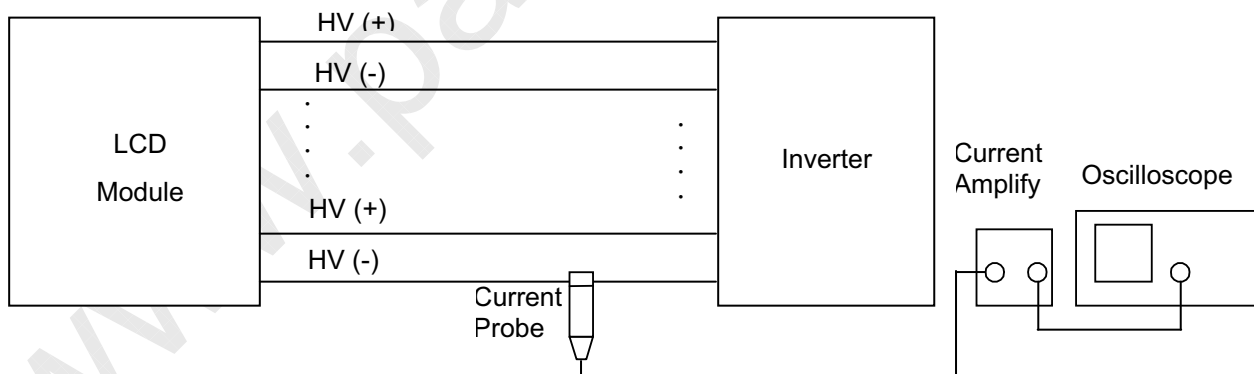 HV (+)
HV (-)
LCD
Module
Inverter
Current
Amplify
Oscilloscope
HV (+)
HV (-)
Current
Probe